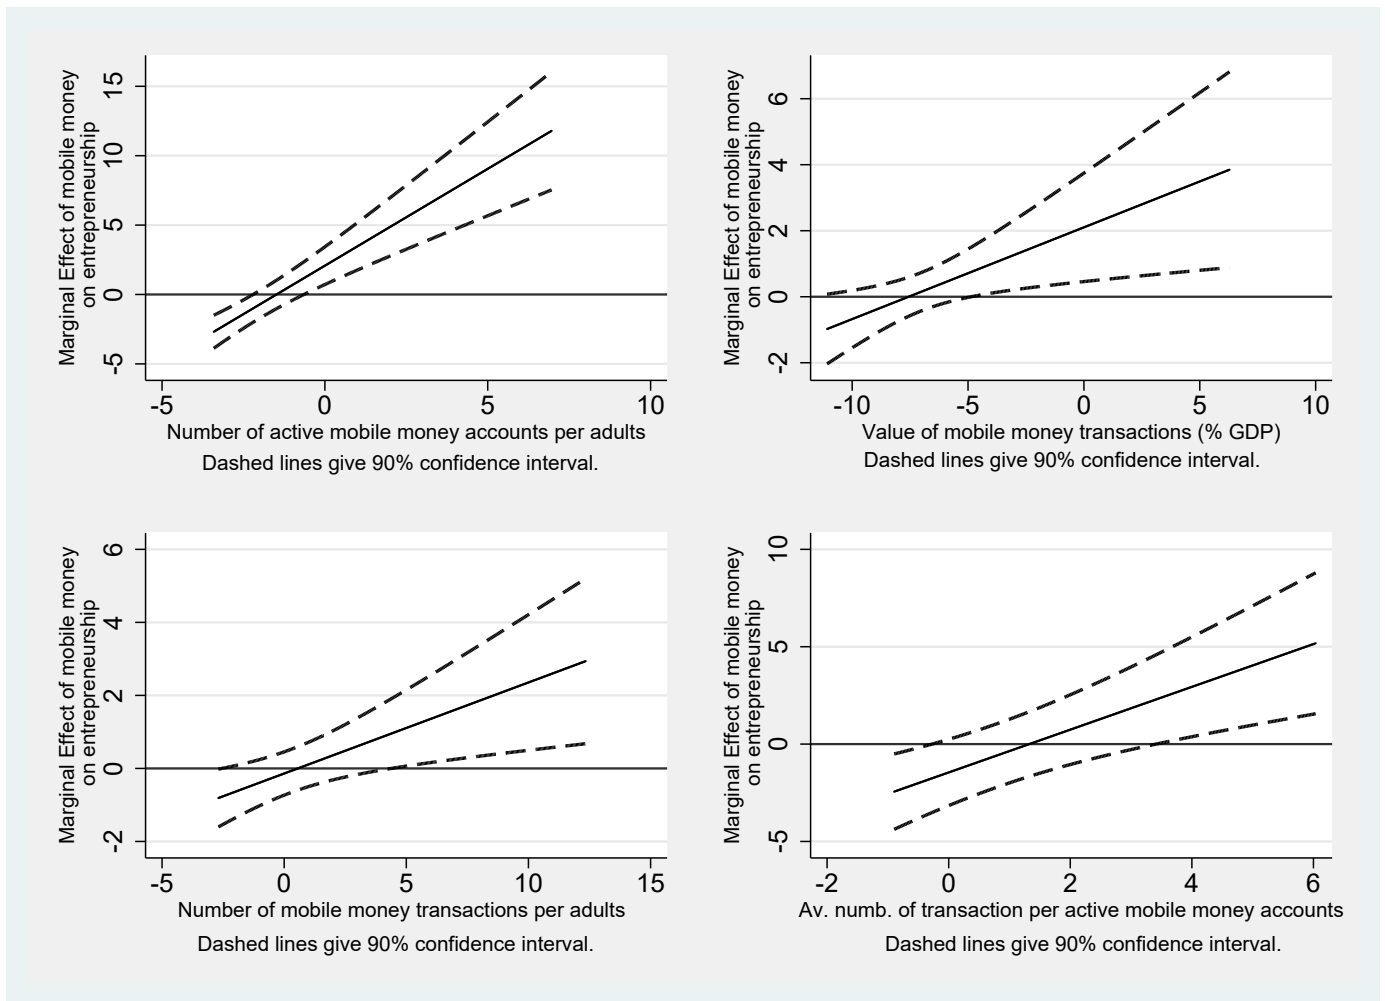 Marginal Effect of mobile money
on entrepreneurship
15
10
5
0
-5
-5 0 5 10
Number of active mobile money accounts per adults
Dashed lines give 90% confidence interval.
Marginal Effect of mobile money
on entrepreneurship
6
4
2
0
-2
-10 -5 0 5 10
Value of mobile money transactions (% GDP)
Dashed lines give 90% confidence interval.
Marginal Effect of mobile money
on entrepreneurship
6
4
2
0
-2
-5 0 5 10 15
Number of mobile money transactions per adults
Dashed lines give 90% confidence interval.
Marginal Effect of mobile money
on entrepreneurship
10
5
0
-5
-2 0 2 4 6
Av. numb. of transaction per active mobile money accounts
Dashed lines give 90% confidence interval.